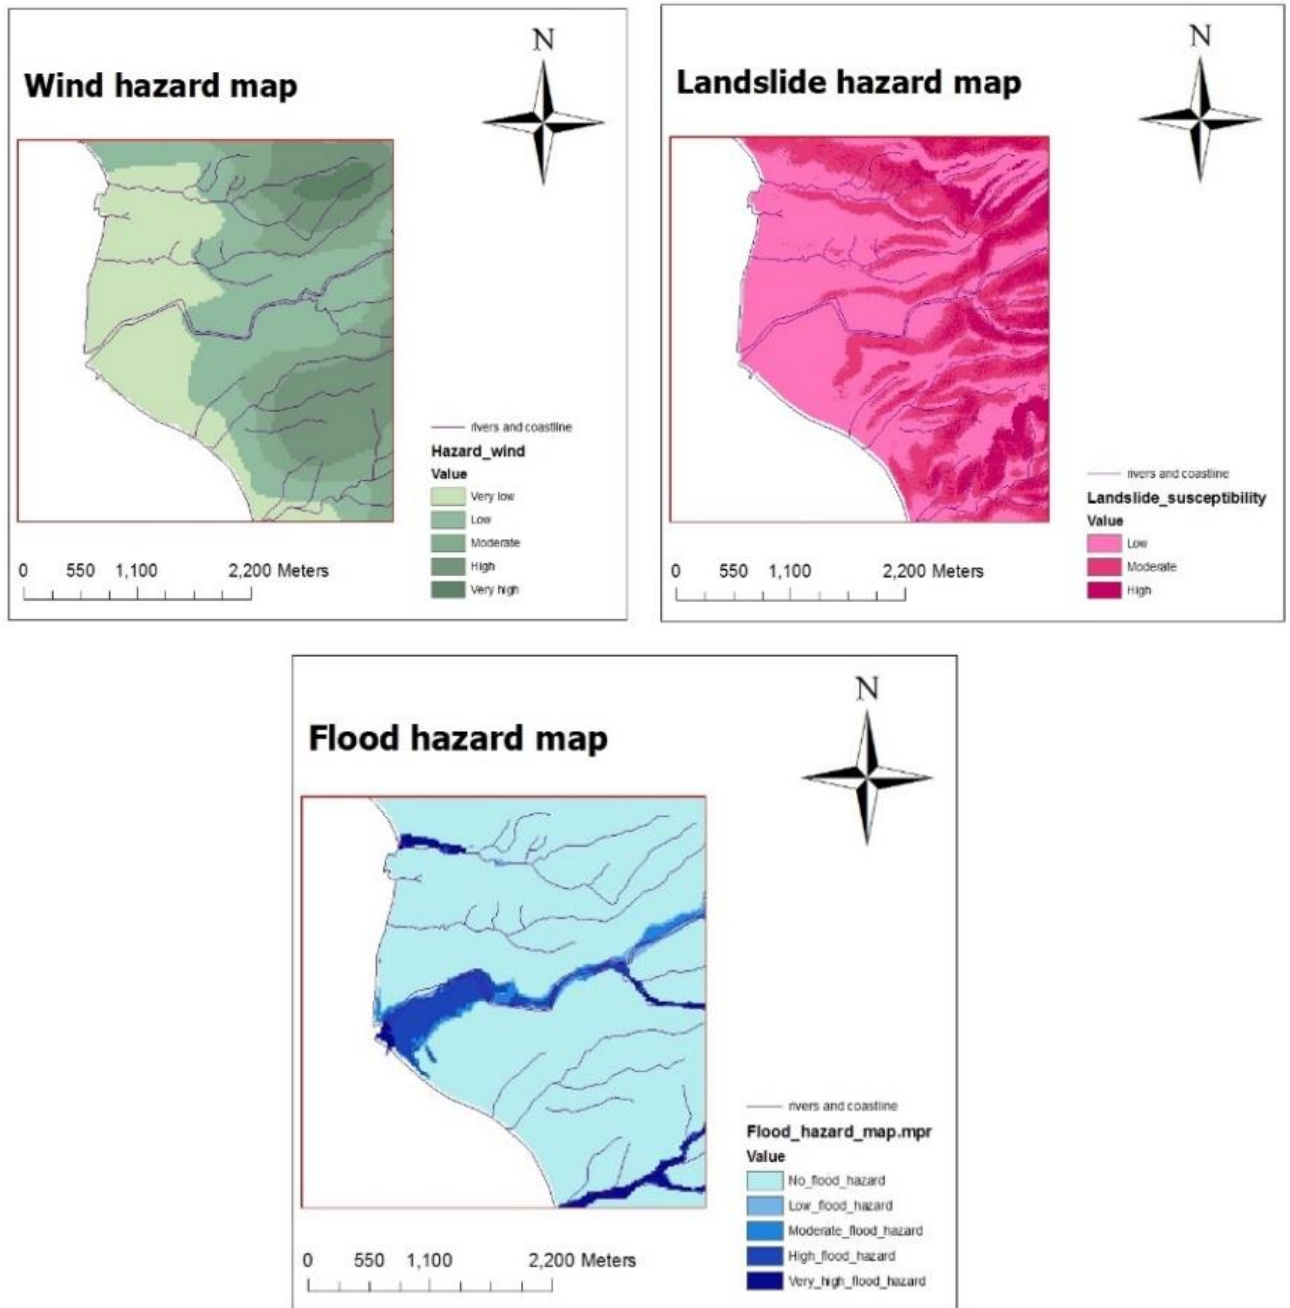 N
Wind hazard map
rivers and coastline
Hazard_wind
Value
Very low
Low
Moderate
High
Very high
0 550 1,100 2,200 Meters
N
Landslide hazard map
rivers and coastline
Landslide_susceptibility
Value
Low
Moderate
High
0 550 1,100 2,200 Meters
N
Flood hazard map
rivers and coastline
Flood_hazard_map.mpr
Value
No_flood_hazard
Low_flood_hazard
Moderate_flood_hazard
High_flood_hazard
Very_high_flood_hazard
0 550 1,100 2,200 Meters